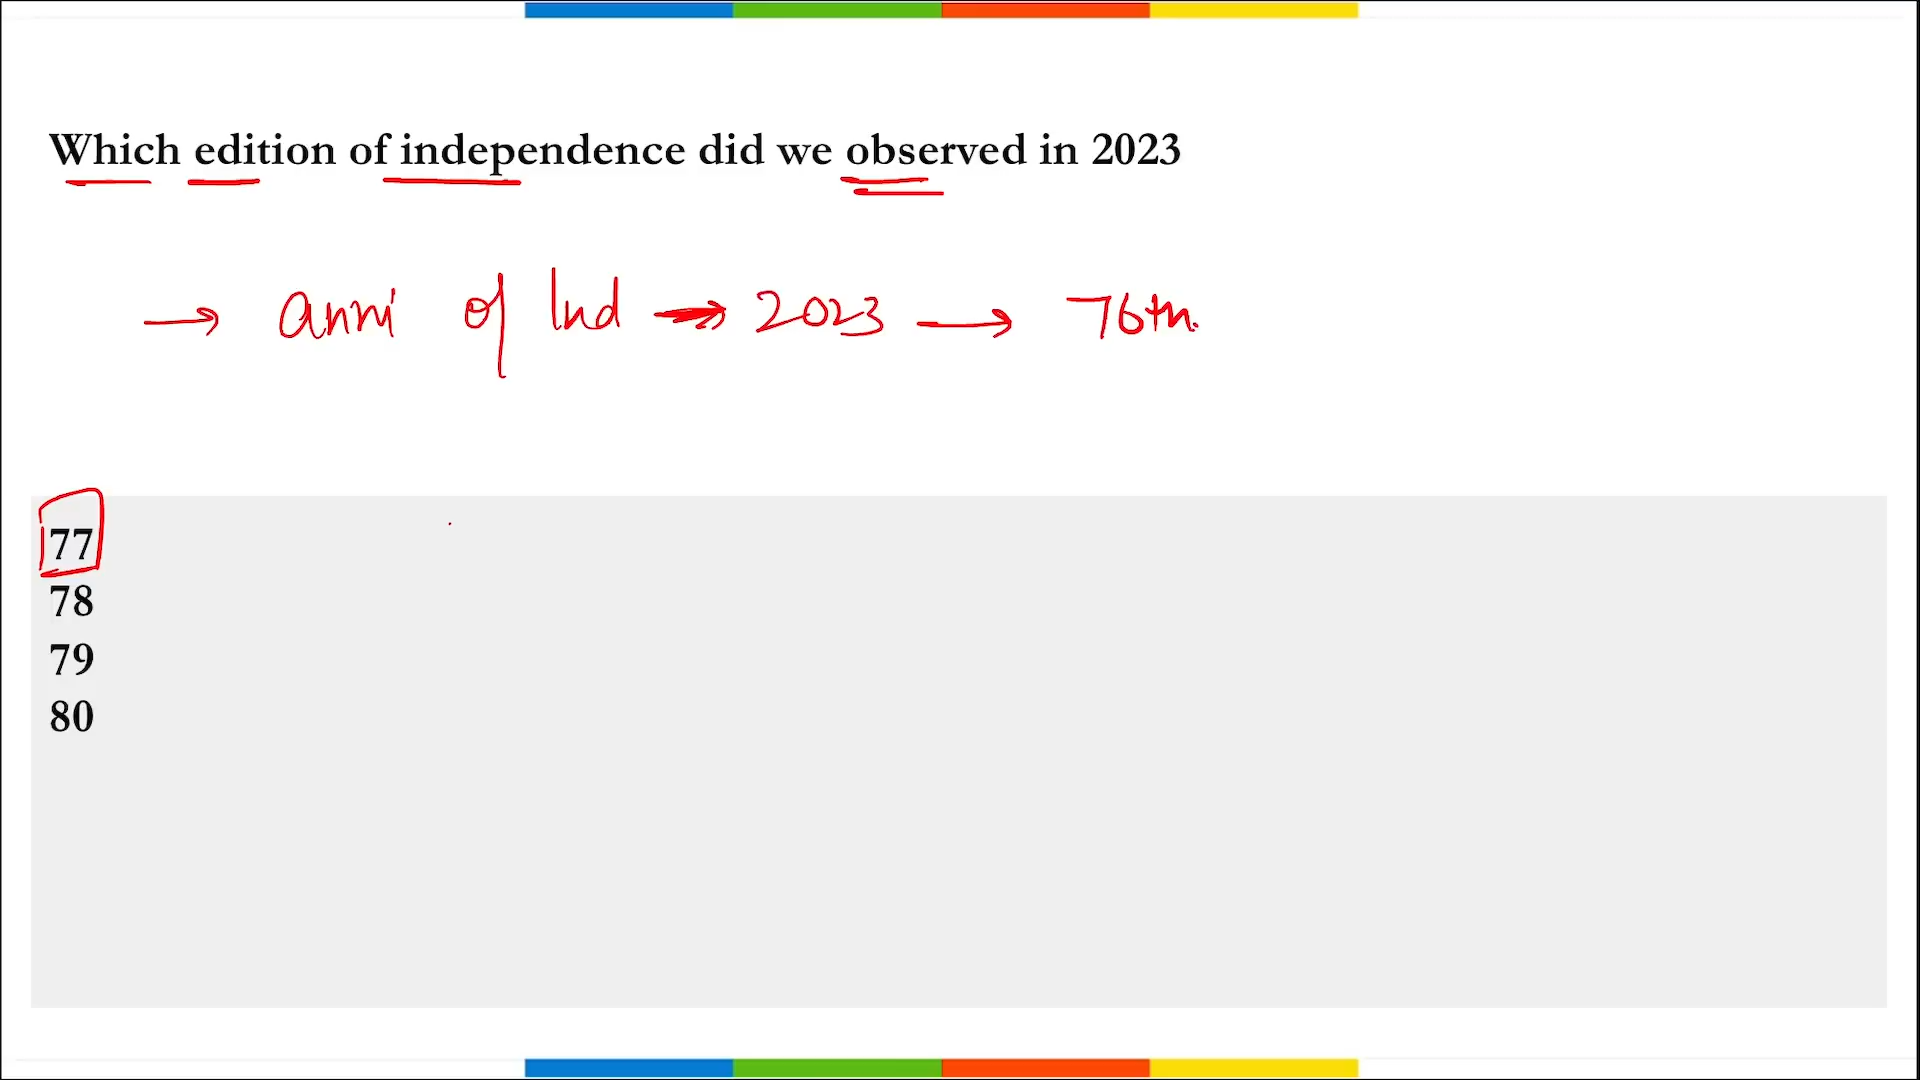 Which edition of independence did we observed in 2023
→ anni of Ind → 2023 → 76th.
77
78
79
80